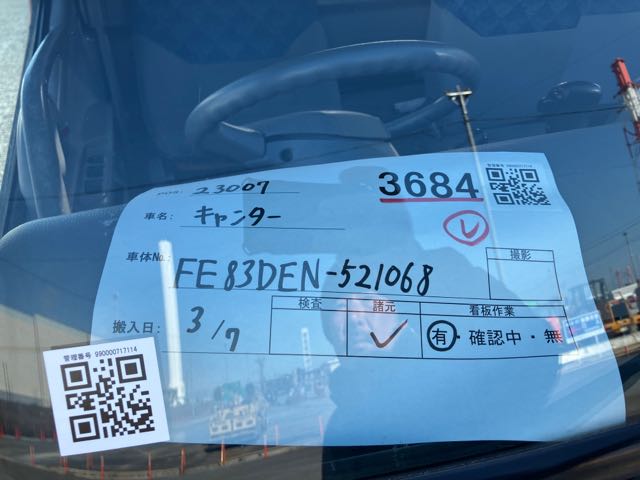 23007
3684
管理番号 990000717114
車名: キャンター
レ
車体No: FE83DEN-521068
撮影
搬入日: 3/7
検査 諸元 看板作業
有・確認中・無
管理番号 990000717114